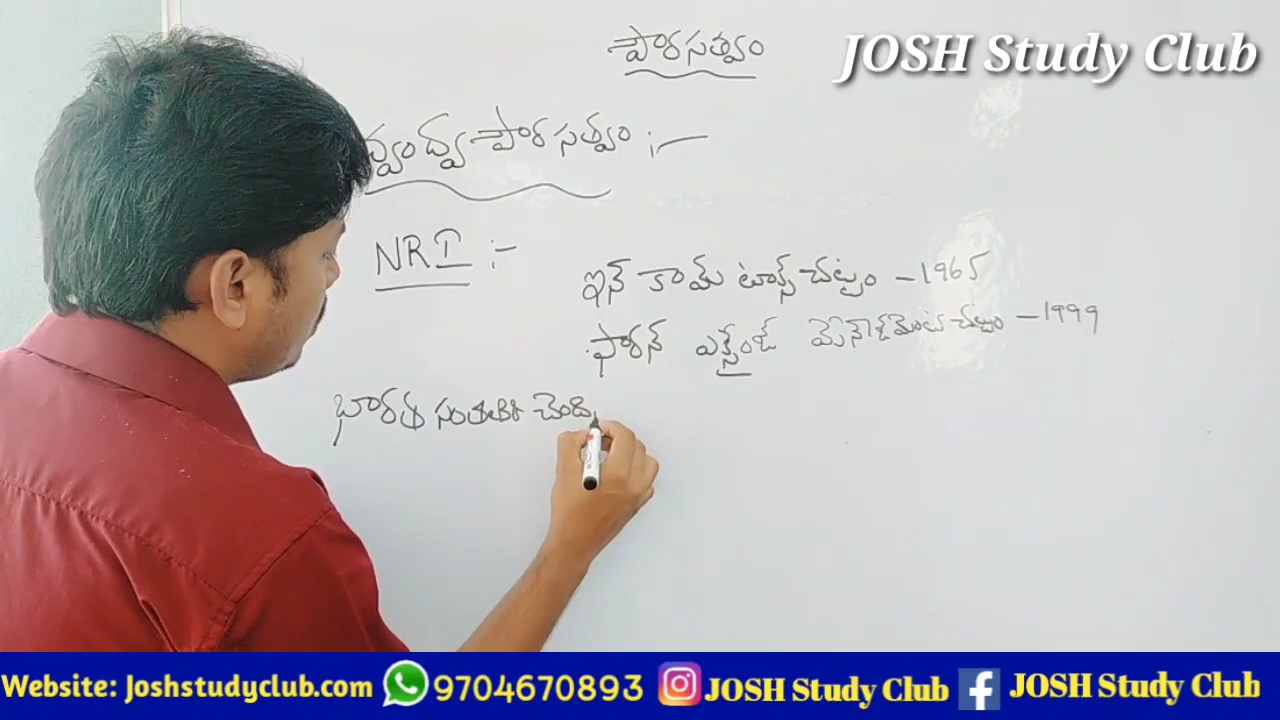 పౌరసత్వం
JOSH Study Club
ద్వంద్వ పౌరసత్వం :-
NRI :-
ఇన్ కామ్ టాక్స్ చట్టం - 1965
ఫారన్ ఎక్స్ఛేంజ్ మేనేజ్మెంట్ చట్టం - 1999
భారత సంతతికి చెంది
Website: Joshstudyclub.com 9704670893 JOSH Study Club JOSH Study Club